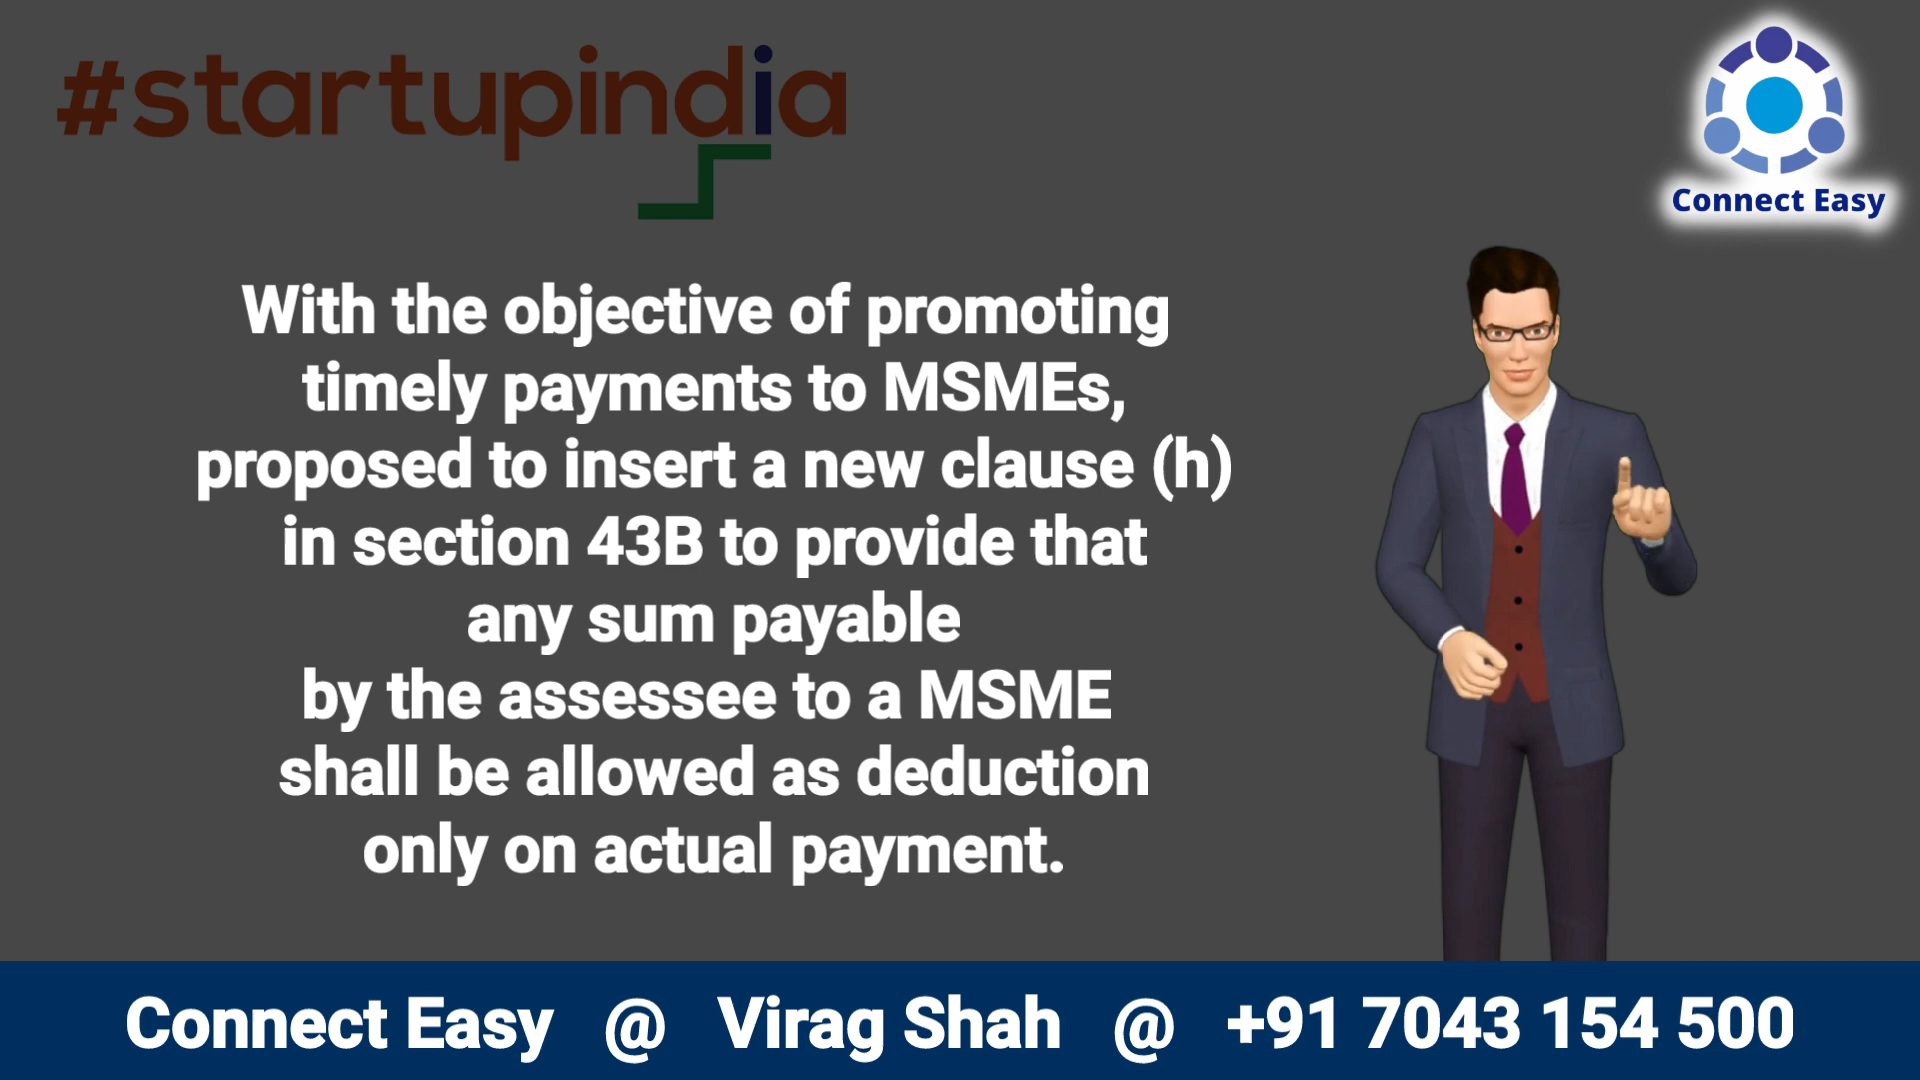 #startupindia
Connect Easy
With the objective of promoting
timely payments to MSMEs,
proposed to insert a new clause (h)
in section 43B to provide that
any sum payable
by the assessee to a MSME
shall be allowed as deduction
only on actual payment.
Connect Easy @ Virag Shah @ +91 7043 154 500